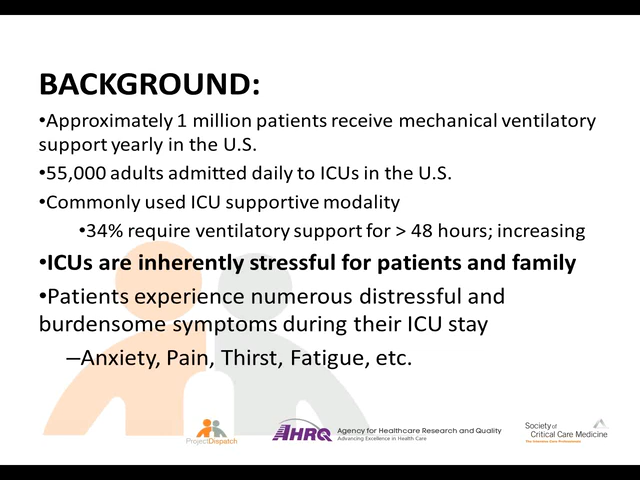 BACKGROUND:
•Approximately 1 million patients receive mechanical ventilatory
support yearly in the U.S.
•55,000 adults admitted daily to ICUs in the U.S.
•Commonly used ICU supportive modality
•34% require ventilatory support for > 48 hours; increasing
•ICUs are inherently stressful for patients and family
•Patients experience numerous distressful and
burdensome symptoms during their ICU stay
–Anxiety, Pain, Thirst, Fatigue, etc.
ProjectDispatch
AHRQ
Agency for Healthcare Research and Quality
Advancing Excellence in Health Care
Society of
Critical Care Medicine
The Intensive Care Professionals